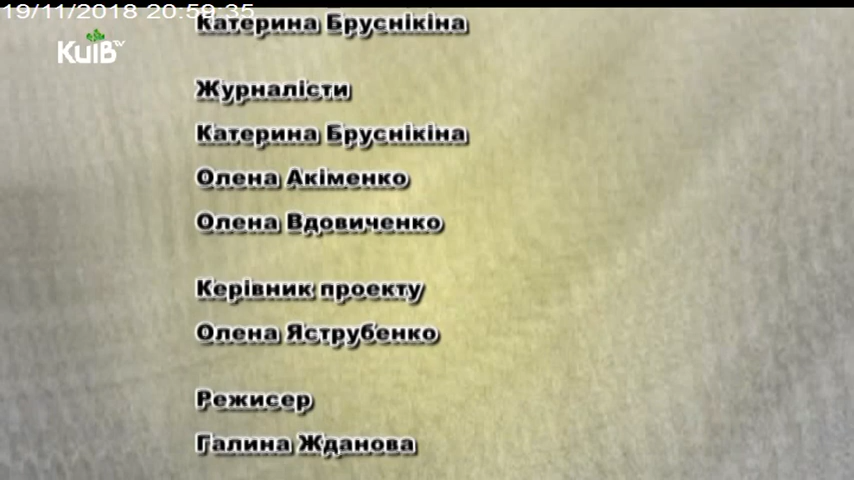 19/11/2018 20:59:35
Київ tv
Катерина Бруснікіна
Журналісти
Катерина Бруснікіна
Олена Акіменко
Олена Вдовиченко
Керівник проекту
Олена Яструбенко
Режисер
Галина Жданова